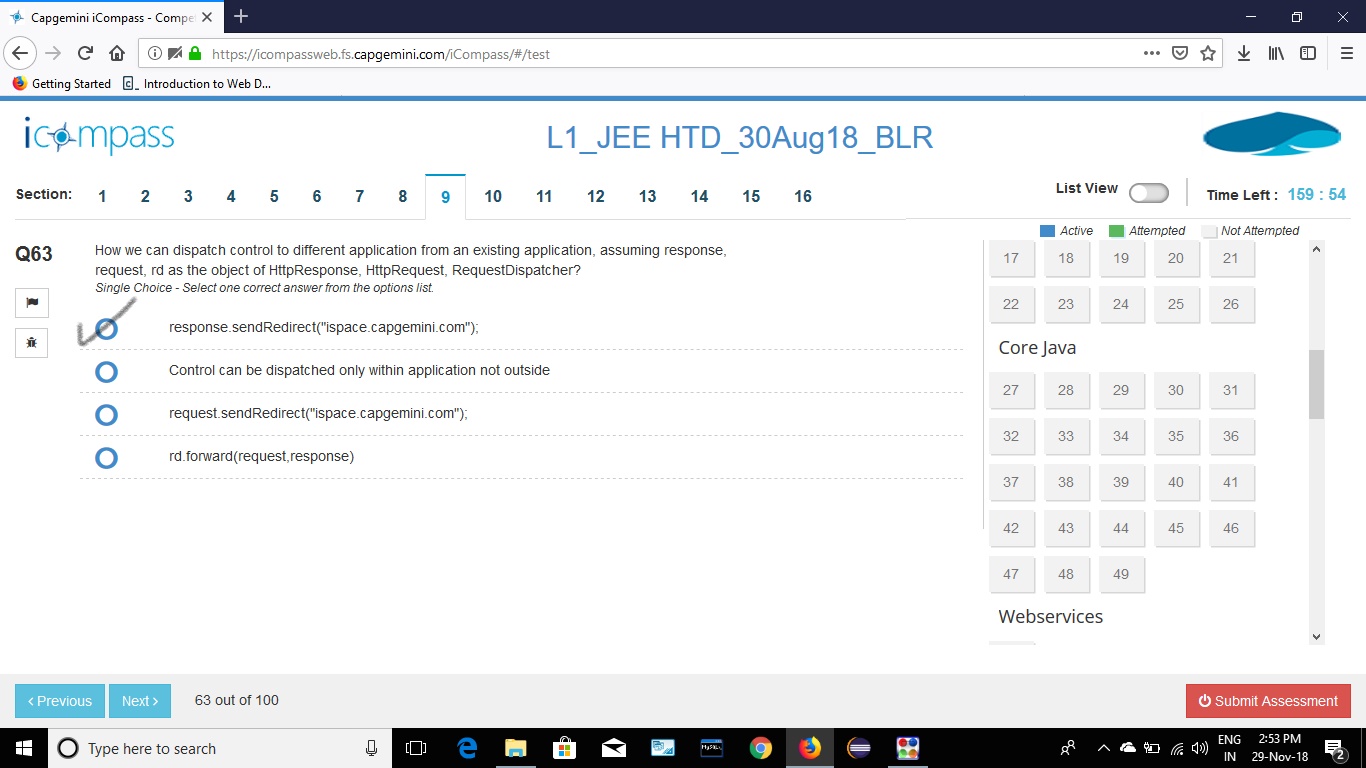 Capgemini iCompass - Compe
https://icompassweb.fs.capgemini.com/iCompass/#/test
Getting Started Introduction to Web D...
icompass
L1_JEE HTD_30Aug18_BLR
Section: 1 2 3 4 5 6 7 8 9 10 11 12 13 14 15 16
List View
Time Left : 159 : 54
Active Attempted Not Attempted
Q63
How we can dispatch control to different application from an existing application, assuming response,
request, rd as the object of HttpResponse, HttpRequest, RequestDispatcher?
Single Choice - Select one correct answer from the options list.
response.sendRedirect("ispace.capgemini.com");
Control can be dispatched only within application not outside
request.sendRedirect("ispace.capgemini.com");
rd.forward(request,response)
17 18 19 20 21
22 23 24 25 26
Core Java
27 28 29 30 31
32 33 34 35 36
37 38 39 40 41
42 43 44 45 46
47 48 49
Webservices
Previous Next 63 out of 100
Submit Assessment
Type here to search
MySQL
ENG
IN
2:53 PM
29-Nov-18
2